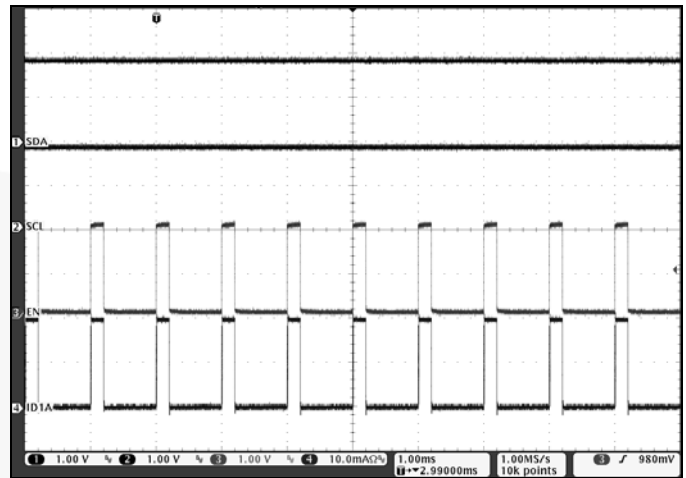 T
1 SDA
2 SCL
3 EN
4 ID1A
1 1.00 V 2 1.00 V 3 1.00 V 4 10.0mAΩ 1.00ms 1.00MS/s 3 980mV
T→▼2.99000ms 10k points